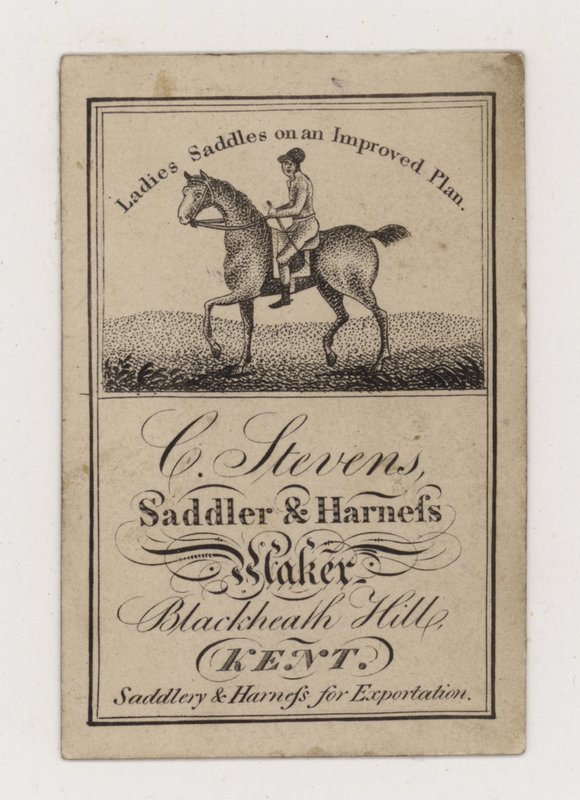 Ladies Saddles on an Improved Plan.
C. Stevens,
Saddler & Harneſs
Maker.
Blackheath Hill,
KENT.
Saddlery & Harneſs for Exportation.